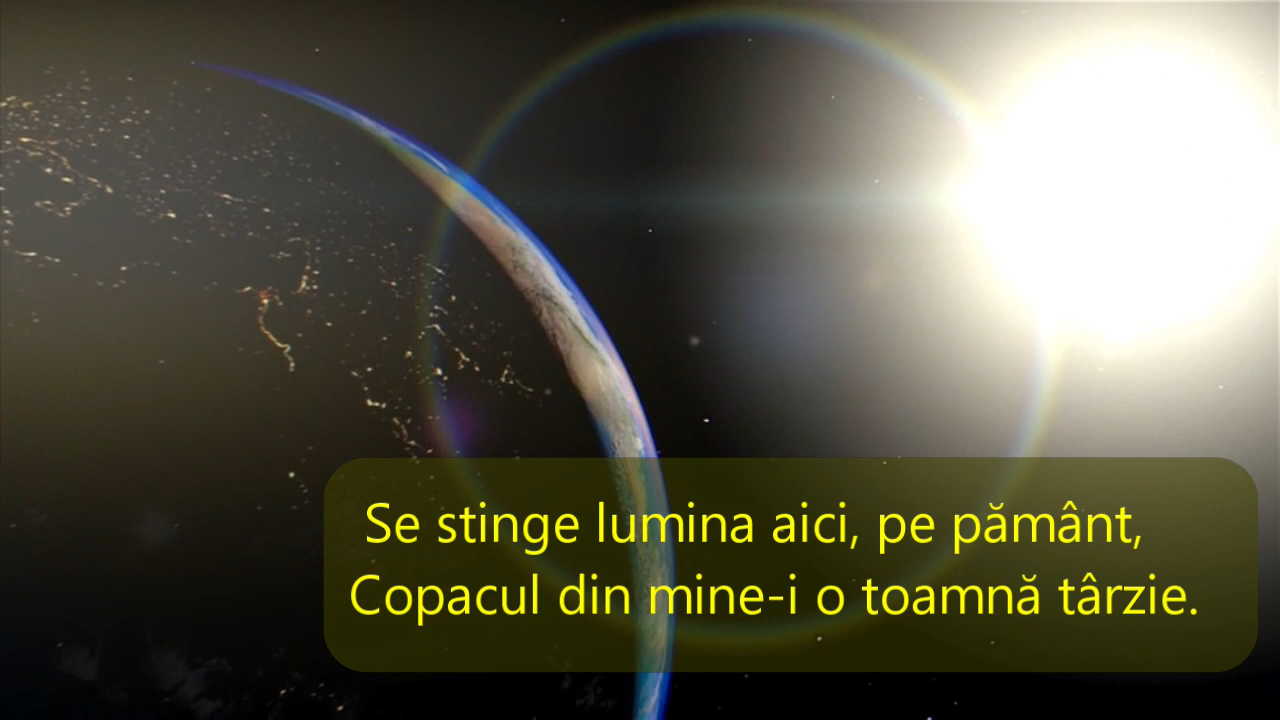 Se stinge lumina aici, pe pământ,
Copacul din mine-i o toamnă târzie.